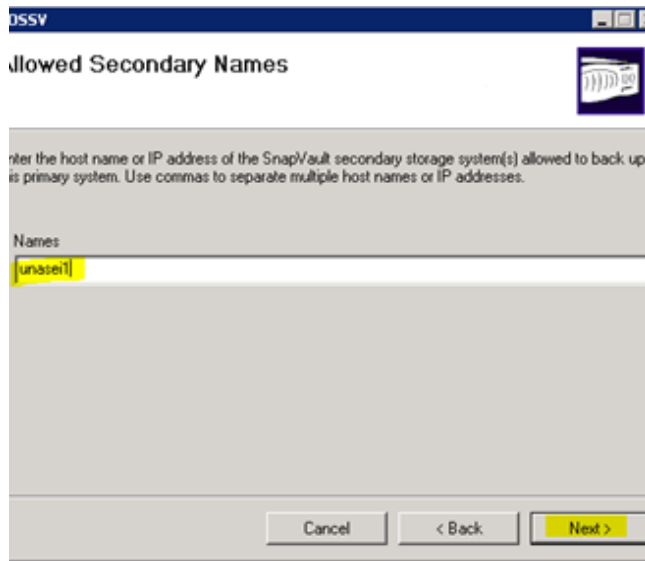 OSSV
Allowed Secondary Names
nter the host name or IP address of the SnapVault secondary storage system(s) allowed to back up
is primary system. Use commas to separate multiple host names or IP addresses.
Names
unasei1
Cancel
< Back
Next >